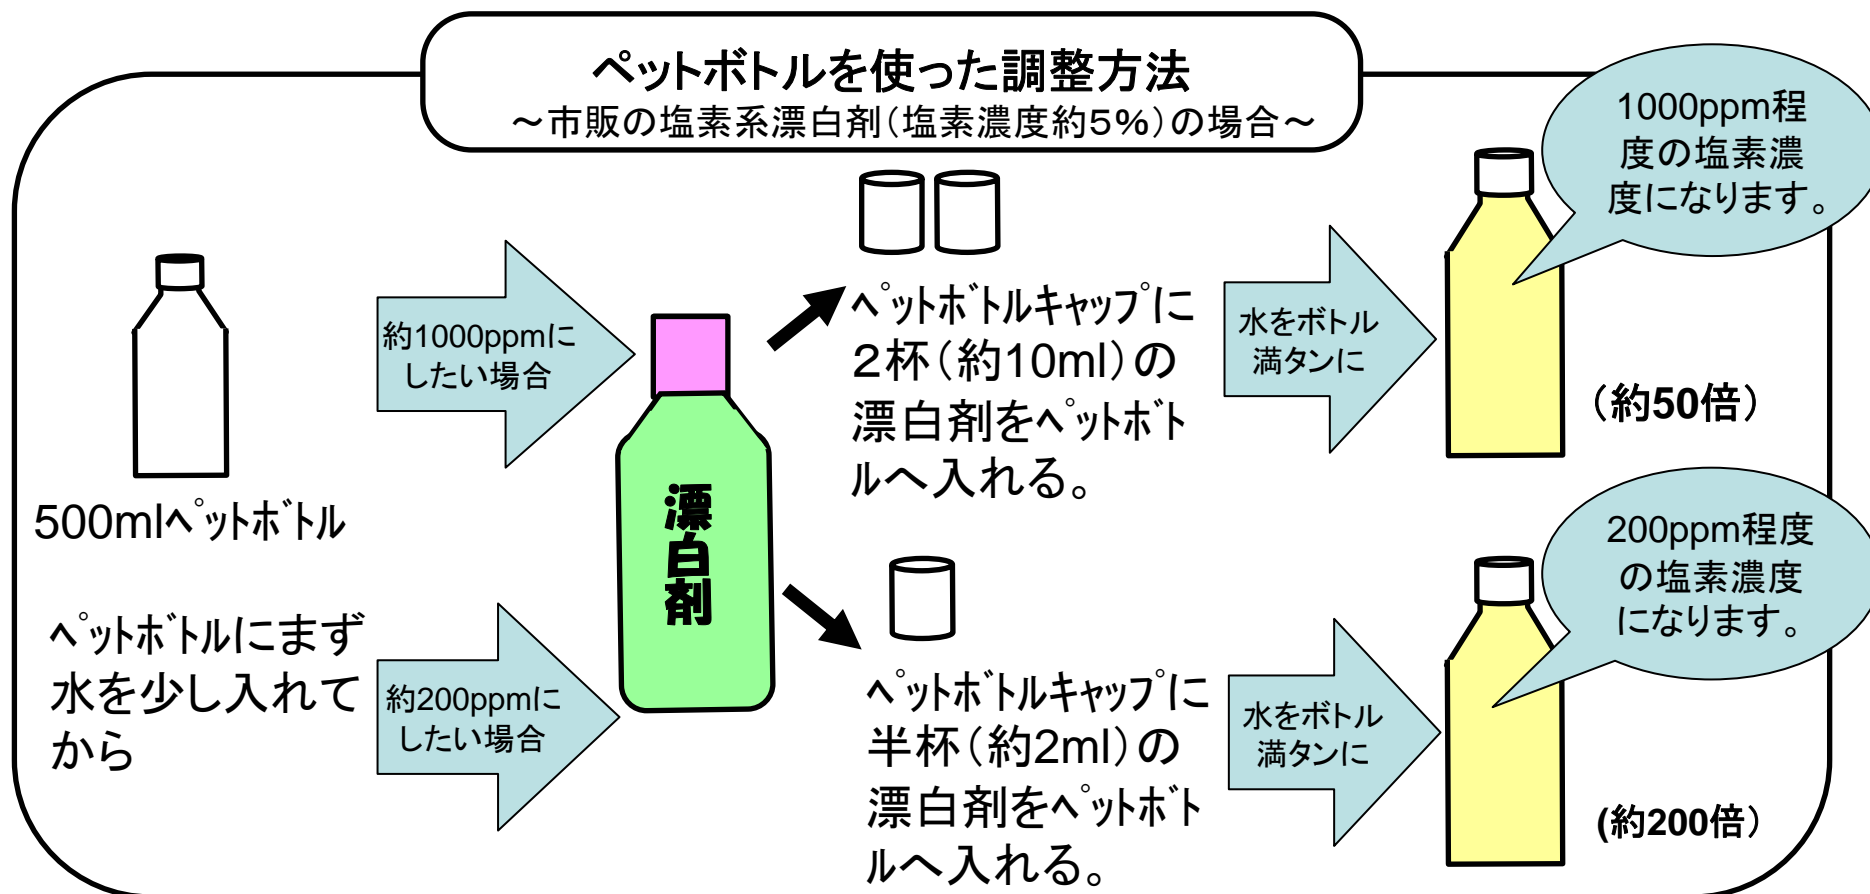 ペットボトルを使った調整方法
～市販の塩素系漂白剤（塩素濃度約５％）の場合～
1000ppm程
度の塩素濃
度になります。
約1000ppmに
したい場合
ﾍﾟｯﾄﾎﾞﾄﾙｷｬｯﾌﾟに
２杯（約10ml）の
漂白剤をﾍﾟｯﾄﾎﾞﾄ
ﾙへ入れる。
水をボトル
満タンに
（約50倍）
500mlﾍﾟｯﾄﾎﾞﾄﾙ
漂白剤
ﾍﾟｯﾄﾎﾞﾄﾙにまず
水を少し入れて
から
約200ppmに
したい場合
ﾍﾟｯﾄﾎﾞﾄﾙｷｬｯﾌﾟに
半杯（約2ml）の
漂白剤をﾍﾟｯﾄﾎﾞﾄ
ﾙへ入れる。
水をボトル
満タンに
200ppm程度
の塩素濃度
になります。
(約200倍）